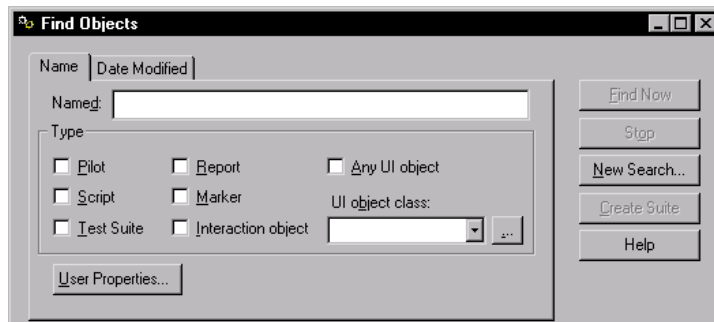 Find Objects
Name Date Modified
Named:
Find Now
Type
Stop
Pilot Report Any UI object
New Search...
Script Marker UI object class:
Create Suite
Test Suite Interaction object ...
Help
User Properties...